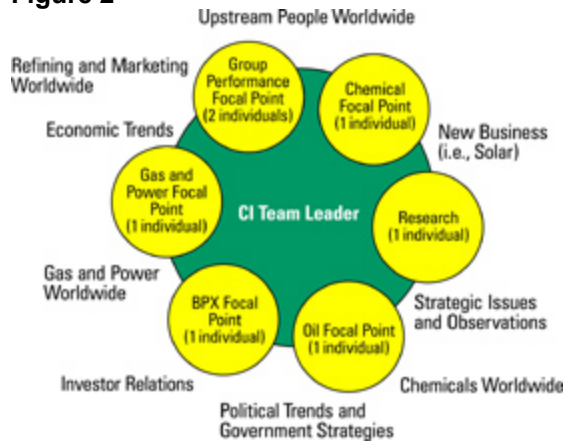 Figure 2
Upstream People Worldwide
Refining and Marketing
Worldwide
Group
Performance
Focal Point
(2 individuals)
Chemical
Focal Point
(1 individual)
Economic Trends
New Business
(i.e., Solar)
Gas and
Power Focal
Point
(1 individual)
CI Team Leader
Research
(1 individual)
Gas and Power
Worldwide
BPX Focal
Point
(1 individual)
Oil Focal Point
(1 individual)
Strategic Issues
and Observations
Investor Relations
Chemicals Worldwide
Political Trends and
Government Strategies